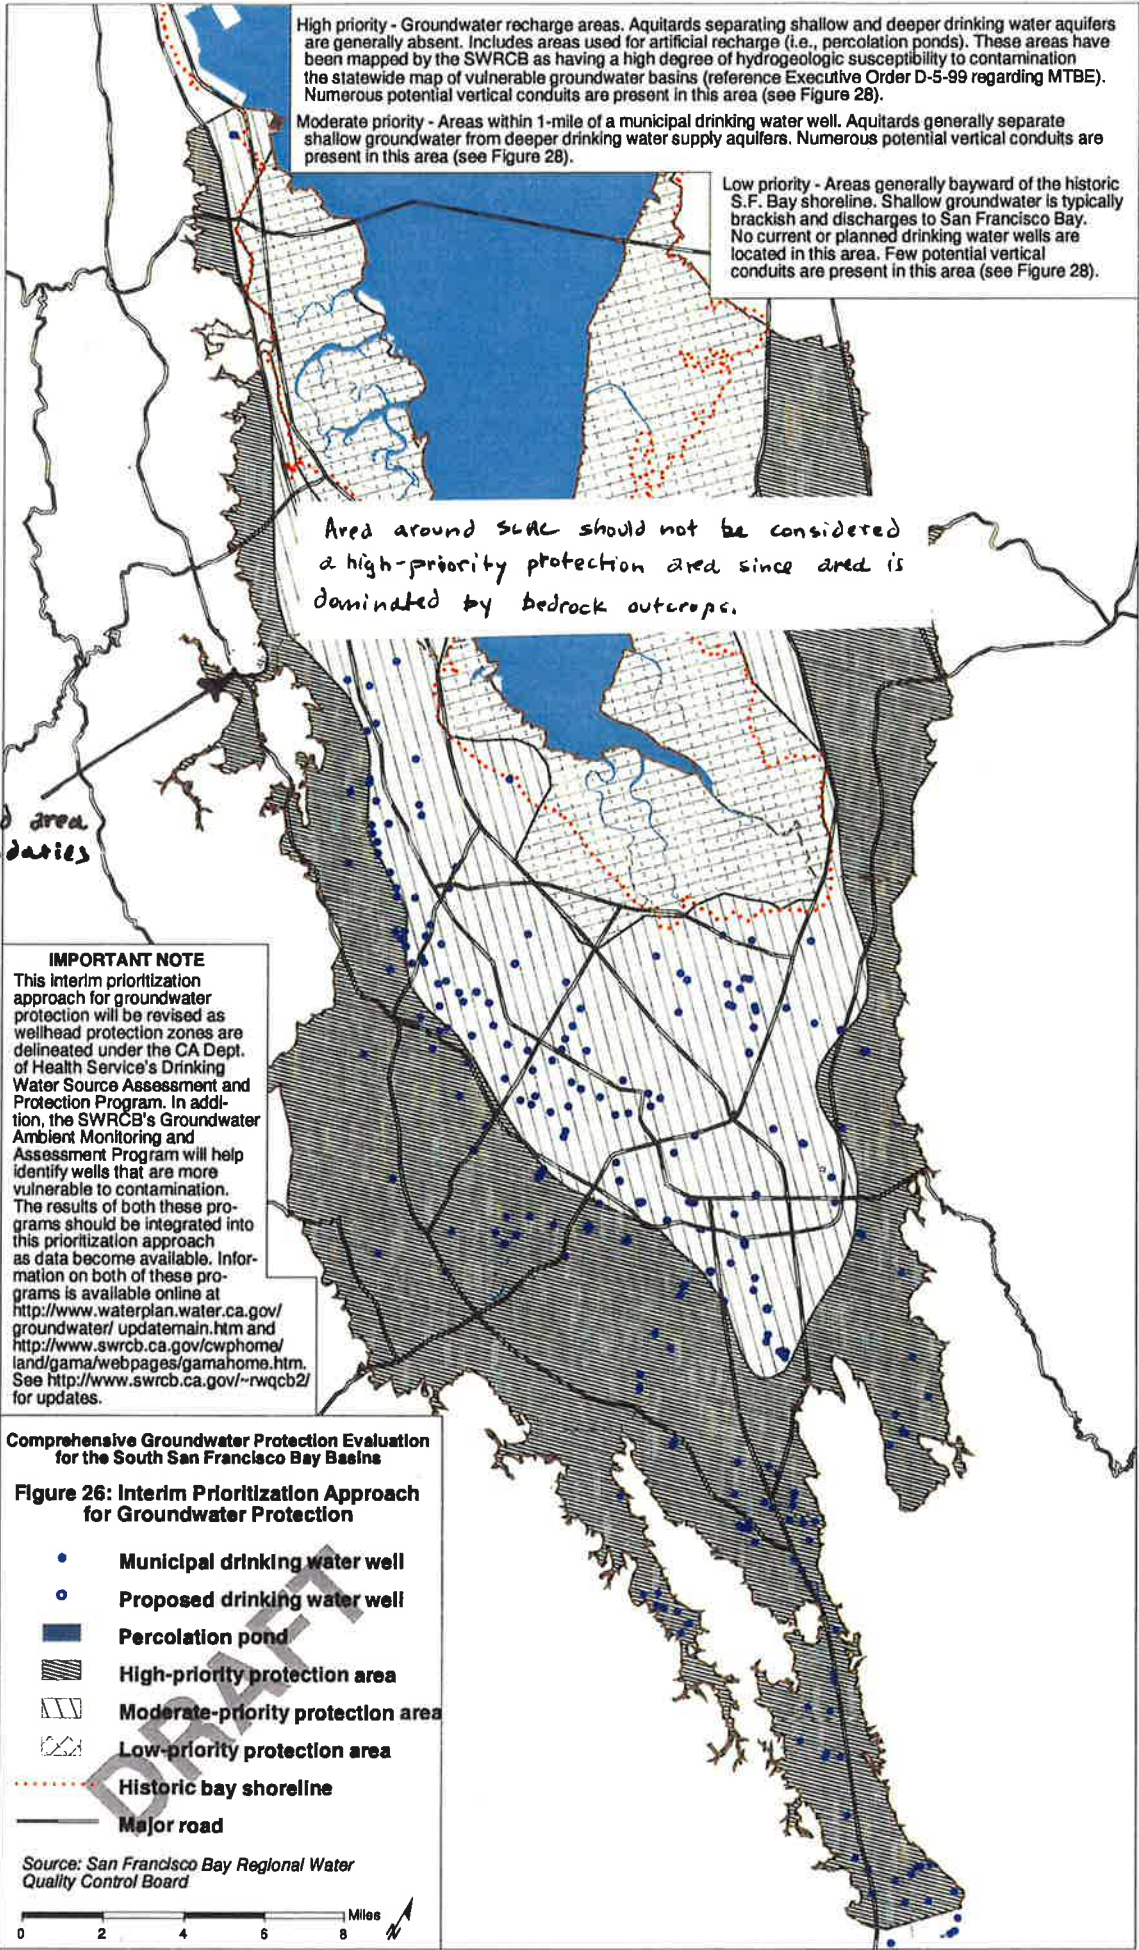 High priority - Groundwater recharge areas. Aquitards separating shallow and deeper drinking water aquifers
are generally absent. Includes areas used for artificial recharge (i.e., percolation ponds). These areas have
been mapped by the SWRCB as having a high degree of hydrogeologic susceptibility to contamination
the statewide map of vulnerable groundwater basins (reference Executive Order D-5-99 regarding MTBE).
Numerous potential vertical conduits are present in this area (see Figure 28).
Moderate priority - Areas within 1-mile of a municipal drinking water well. Aquitards generally separate
shallow groundwater from deeper drinking water supply aquifers. Numerous potential vertical conduits are
present in this area (see Figure 28).
Low priority - Areas generally bayward of the historic
S.F. Bay shoreline. Shallow groundwater is typically
brackish and discharges to San Francisco Bay.
No current or planned drinking water wells are
located in this area. Few potential vertical
conduits are present in this area (see Figure 28).
Area around SLAC should not be considered
a high-priority protection area since area is
dominated by bedrock outcrops.
area
IMPORTANT NOTE
This interim prioritization
approach for groundwater
protection will be revised as
wellhead protection zones are
delineated under the CA Dept.
of Health Service's Drinking
Water Source Assessment and
Protection Program. In addi-
tion, the SWRCB's Groundwater
Ambient Monitoring and
Assessment Program will help
identify wells that are more
vulnerable to contamination.
The results of both these pro-
grams should be integrated into
this prioritization approach
as data become available. Infor-
mation on both of these pro-
grams is available online at
http://www.waterplan.water.ca.gov/
groundwater/ updatemain.htm and
http://www.swrcb.ca.gov/cwphome/
land/gama/webpages/gamahome.htm.
See http://www.swrcb.ca.gov/~rwqcb2/
for updates.
Comprehensive Groundwater Protection Evaluation
for the South San Francisco Bay Basins
Figure 26: Interim Prioritization Approach
for Groundwater Protection
Municipal drinking water well
Proposed drinking water well
Percolation pond
High-priority protection area
Moderate-priority protection area
Low-priority protection area
Historic bay shoreline
Major road
DRAFT
Source: San Francisco Bay Regional Water
Quality Control Board
Miles
0 2 4 6 8 N